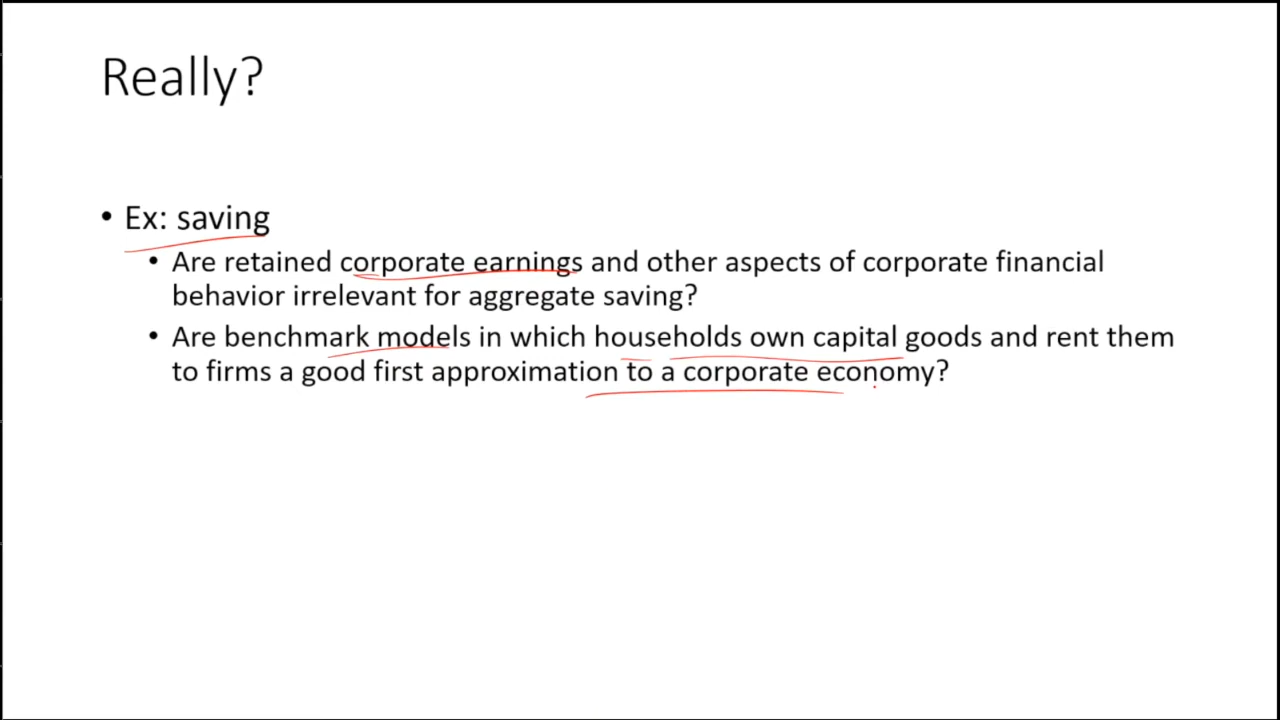 Really?
• Ex: saving
• Are retained corporate earnings and other aspects of corporate financial
behavior irrelevant for aggregate saving?
• Are benchmark models in which households own capital goods and rent them
to firms a good first approximation to a corporate economy?